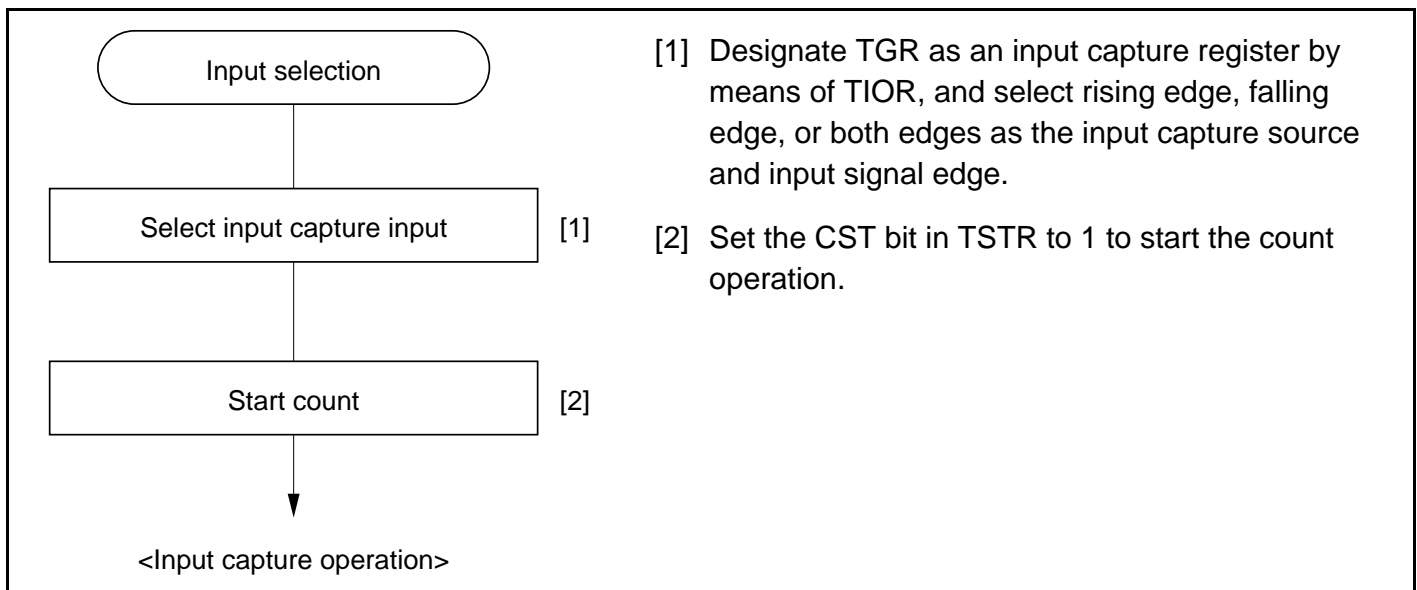 Input selection
Select input capture input
[1]
Start count
[2]
<Input capture operation>
[1] Designate TGR as an input capture register by
means of TIOR, and select rising edge, falling
edge, or both edges as the input capture source
and input signal edge.
[2] Set the CST bit in TSTR to 1 to start the count
operation.